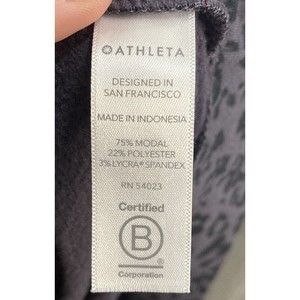 ATHLETA
DESIGNED IN
SAN FRANCISCO
MADE IN INDONESIA
75% MODAL
22% POLYESTER
3% LYCRA® SPANDEX
RN 54023
Certified
B
Corporation